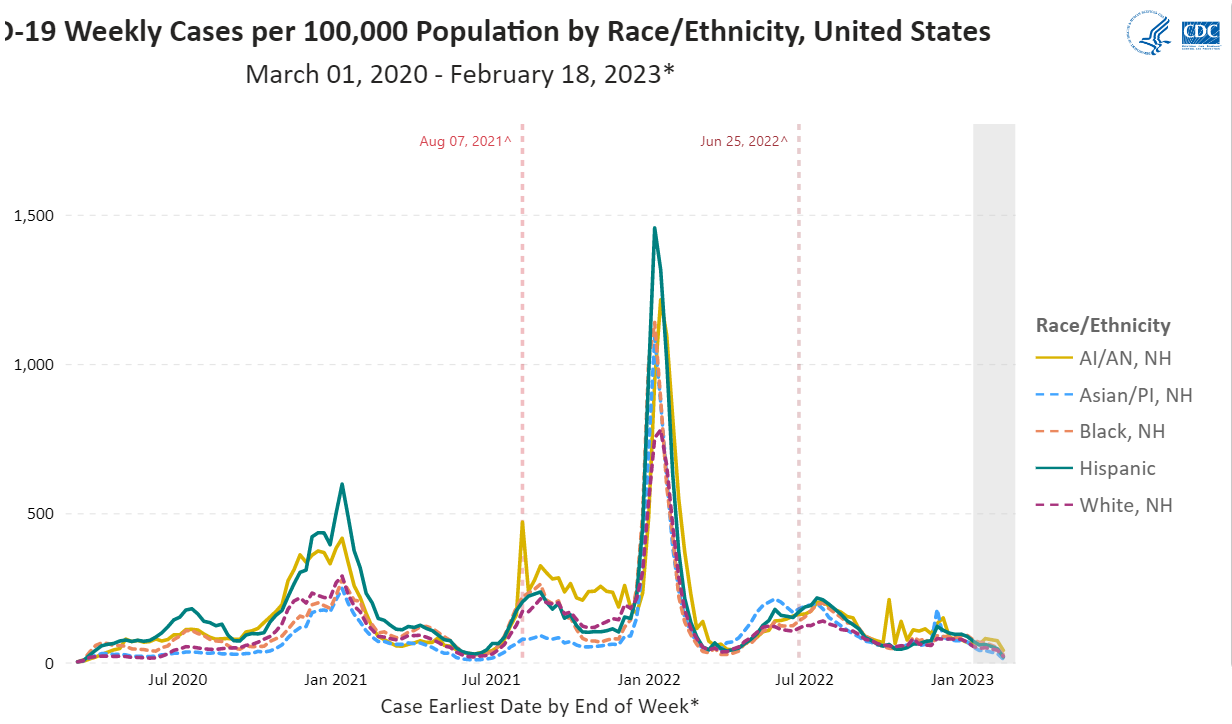 -19 Weekly Cases per 100,000 Population by Race/Ethnicity, United States
March 01, 2020 - February 18, 2023*
CDC
Aug 07, 2021^
Jun 25, 2022^
1,500
1,000
500
0
Race/Ethnicity
AI/AN, NH
Asian/PI, NH
Black, NH
Hispanic
White, NH
Jul 2020
Jan 2021
Jul 2021
Jan 2022
Jul 2022
Jan 2023
Case Earliest Date by End of Week*